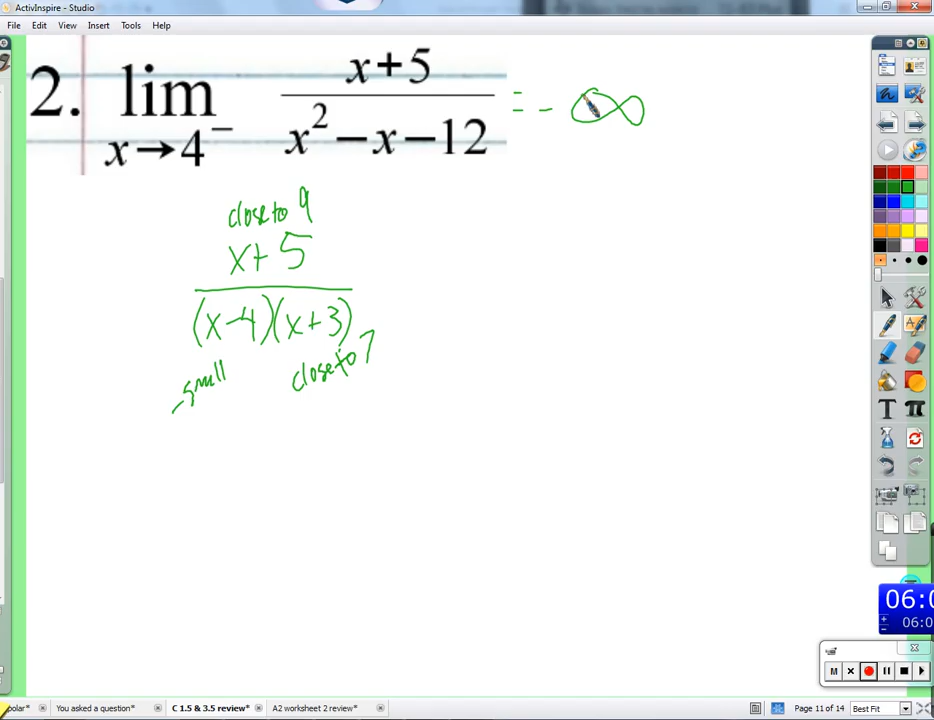 ActivInspire - Studio
File Edit View Insert Tools Help
2. lim x→4⁻ x+5 / x² −x−12 = - ∞
close to 9
x+ 5
(x-4)(x+3)
-small close to 7
06:0
06:0
M
polar* You asked a question* C 1.5 & 3.5 review* A2 worksheet 2 review* Page 11 of 14 Best Fit